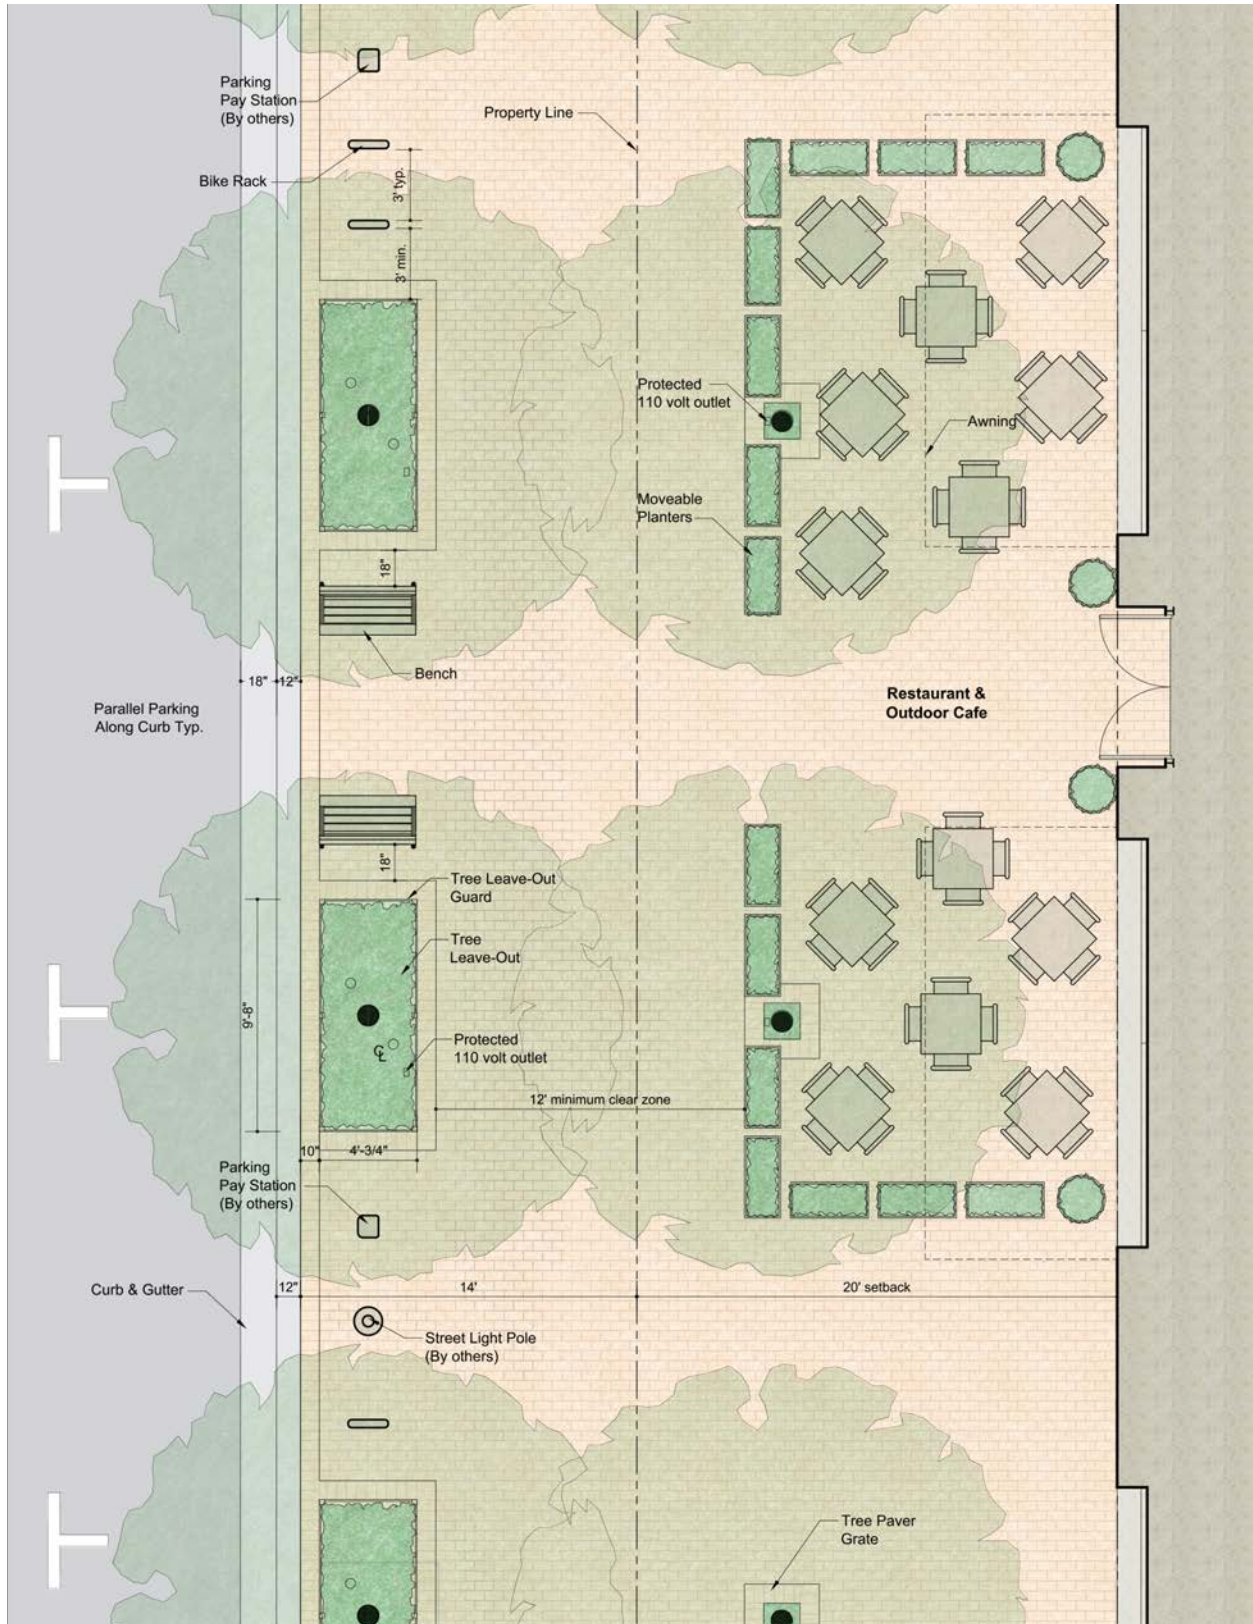 Parking
Pay Station
(By others)
Property Line
Bike Rack
3' typ.
3' min.
Protected
110 volt outlet
Awning
Moveable
Planters
18"
Bench
18"
12"
Parallel Parking
Along Curb Typ.
Restaurant &
Outdoor Cafe
18"
Tree Leave-Out
Guard
Tree
Leave-Out
9'-8"
Protected
110 volt outlet
℄
12' minimum clear zone
10"
4'-3/4"
Parking
Pay Station
(By others)
Curb & Gutter
12"
14'
20' setback
Street Light Pole
(By others)
Tree Paver
Grate